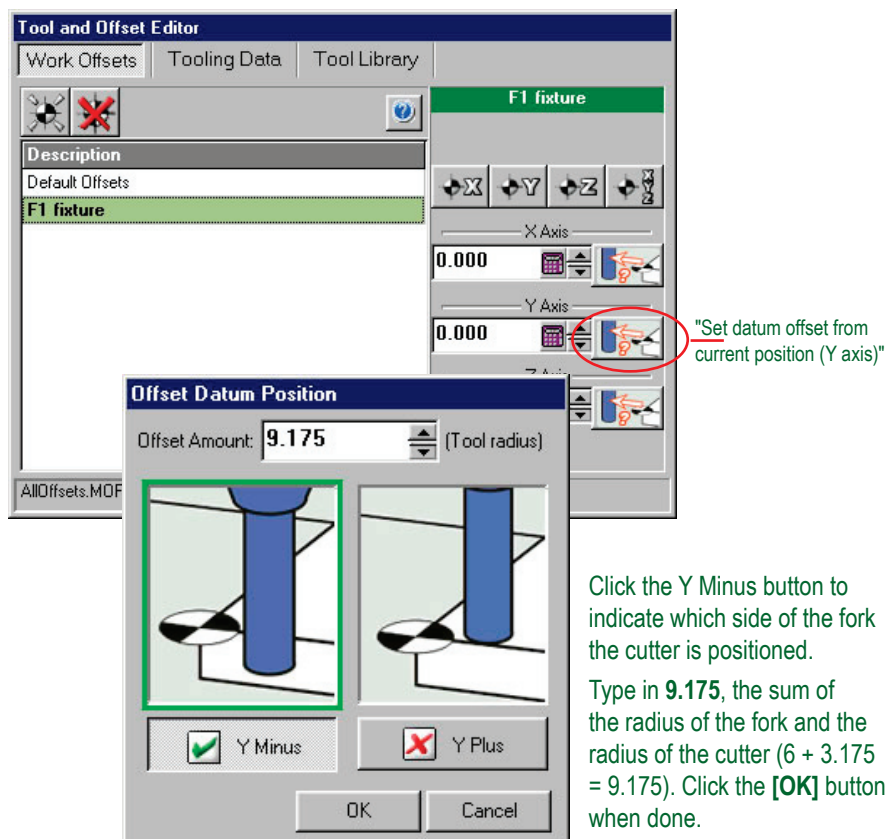 Tool and Offset Editor
Work Offsets Tooling Data Tool Library
F1 fixture
Description
Default Offsets
F1 fixture
X Y Z X Y Z
X Axis
0.000
Y Axis
0.000
"Set datum offset from
current position (Y axis)"
Offset Datum Position
Offset Amount: 9.175 (Tool radius)
Y Minus
Y Plus
OK
Cancel
Click the Y Minus button to
indicate which side of the fork
the cutter is positioned.
Type in 9.175, the sum of
the radius of the fork and the
radius of the cutter (6 + 3.175
= 9.175). Click the [OK] button
when done.